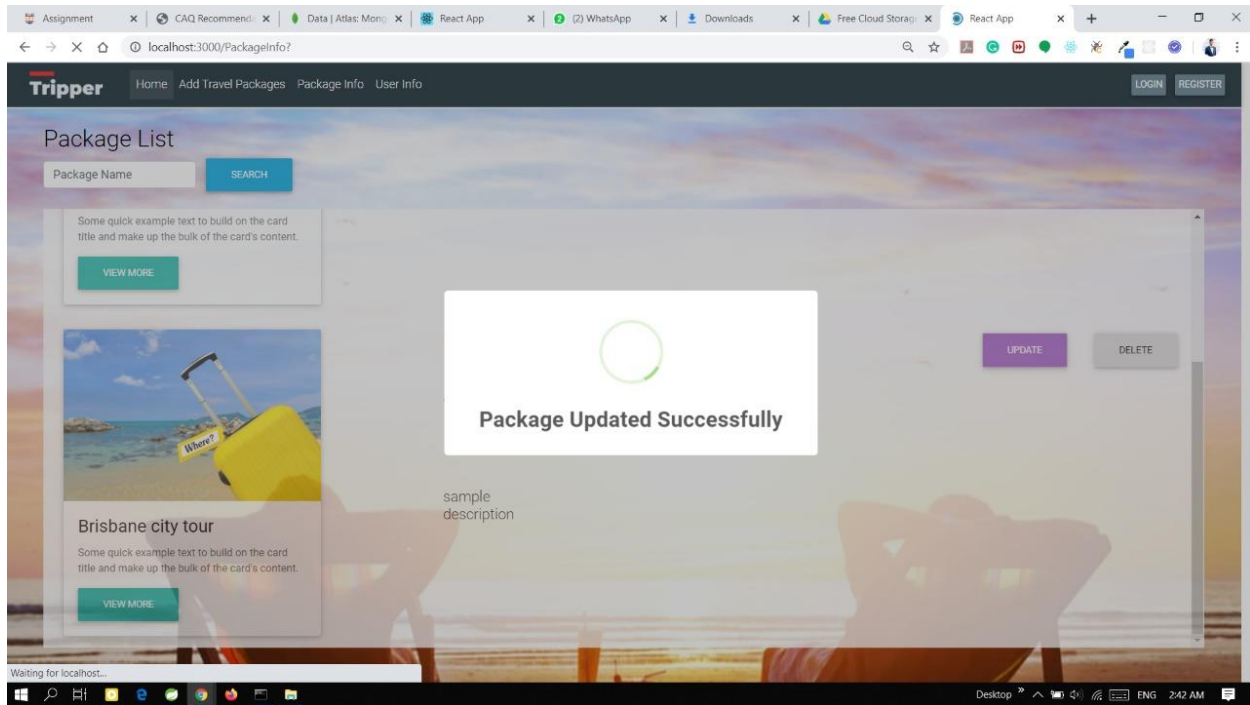 Assignment
CAQ Recommend
Data | Atlas: Mong
React App
(2) WhatsApp
Downloads
Free Cloud Storag
React App
localhost:3000/PackageInfo?
Tripper Home Add Travel Packages Package Info User Info LOGIN REGISTER
Package List
Package Name SEARCH
Some quick example text to build on the card
title and make up the bulk of the card's content.
VIEW MORE
UPDATE DELETE
Package Updated Successfully
Where?
sample
description
Brisbane city tour
Some quick example text to build on the card
title and make up the bulk of the card's content.
VIEW MORE
Waiting for localhost...
Desktop » ENG 2:42 AM